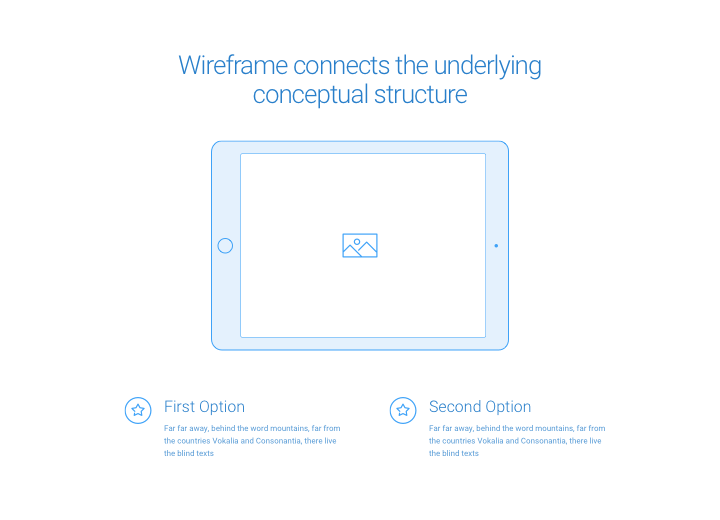 Wireframe connects the underlying
conceptual structure
First Option
Far far away, behind the word mountains, far from
the countries Vokalia and Consonantia, there live
the blind texts
Second Option
Far far away, behind the word mountains, far from
the countries Vokalia and Consonantia, there live
the blind texts